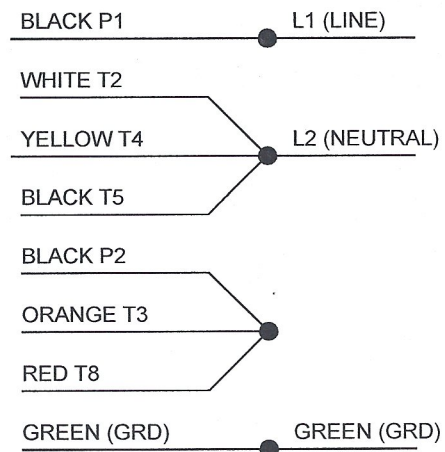 BLACK P1 L1 (LINE)
WHITE T2
YELLOW T4 L2 (NEUTRAL)
BLACK T5
BLACK P2
ORANGE T3
RED T8
GREEN (GRD) GREEN (GRD)